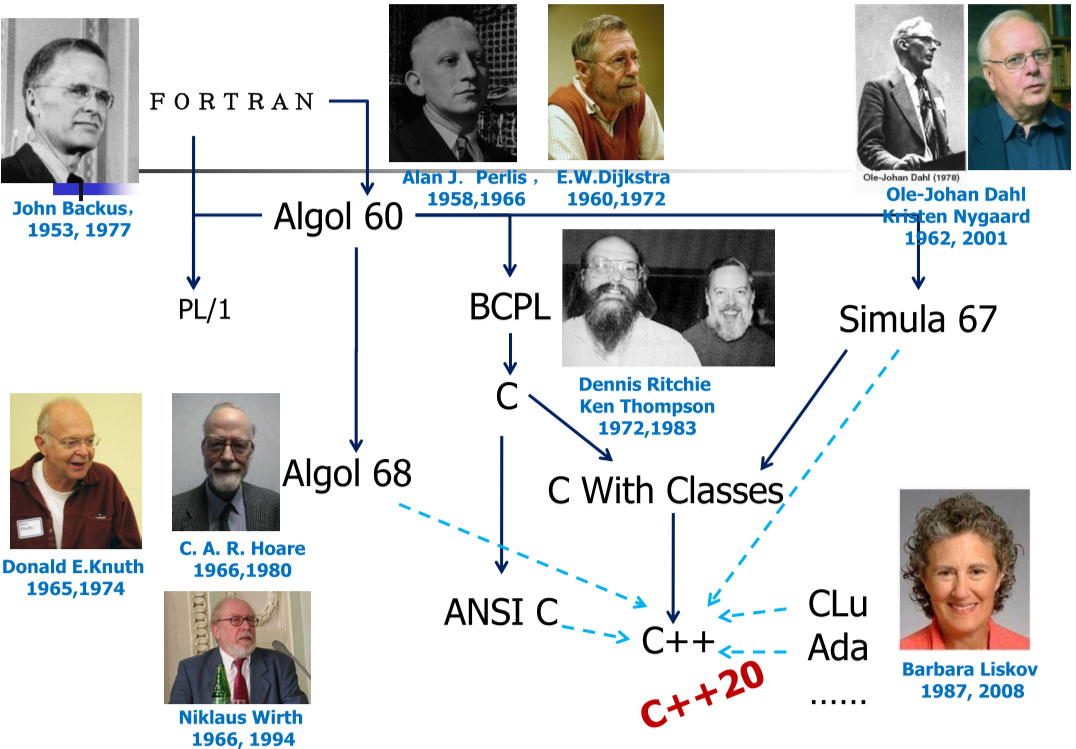 FORTRAN
Ole-Johan Dahl (1978)
Alan J. Perlis ,
1958,1966
E.W.Dijkstra
1960,1972
Ole-Johan Dahl
Kristen Nygaard
1962, 2001
John Backus,
1953, 1977
Algol 60
PL/1
BCPL
Simula 67
Dennis Ritchie
Ken Thompson
1972,1983
C
Algol 68
C With Classes
Donald E.Knuth
1965,1974
C. A. R. Hoare
1966,1980
ANSI C
C++
CLu
Ada
......
C++20
Barbara Liskov
1987, 2008
Niklaus Wirth
1966, 1994